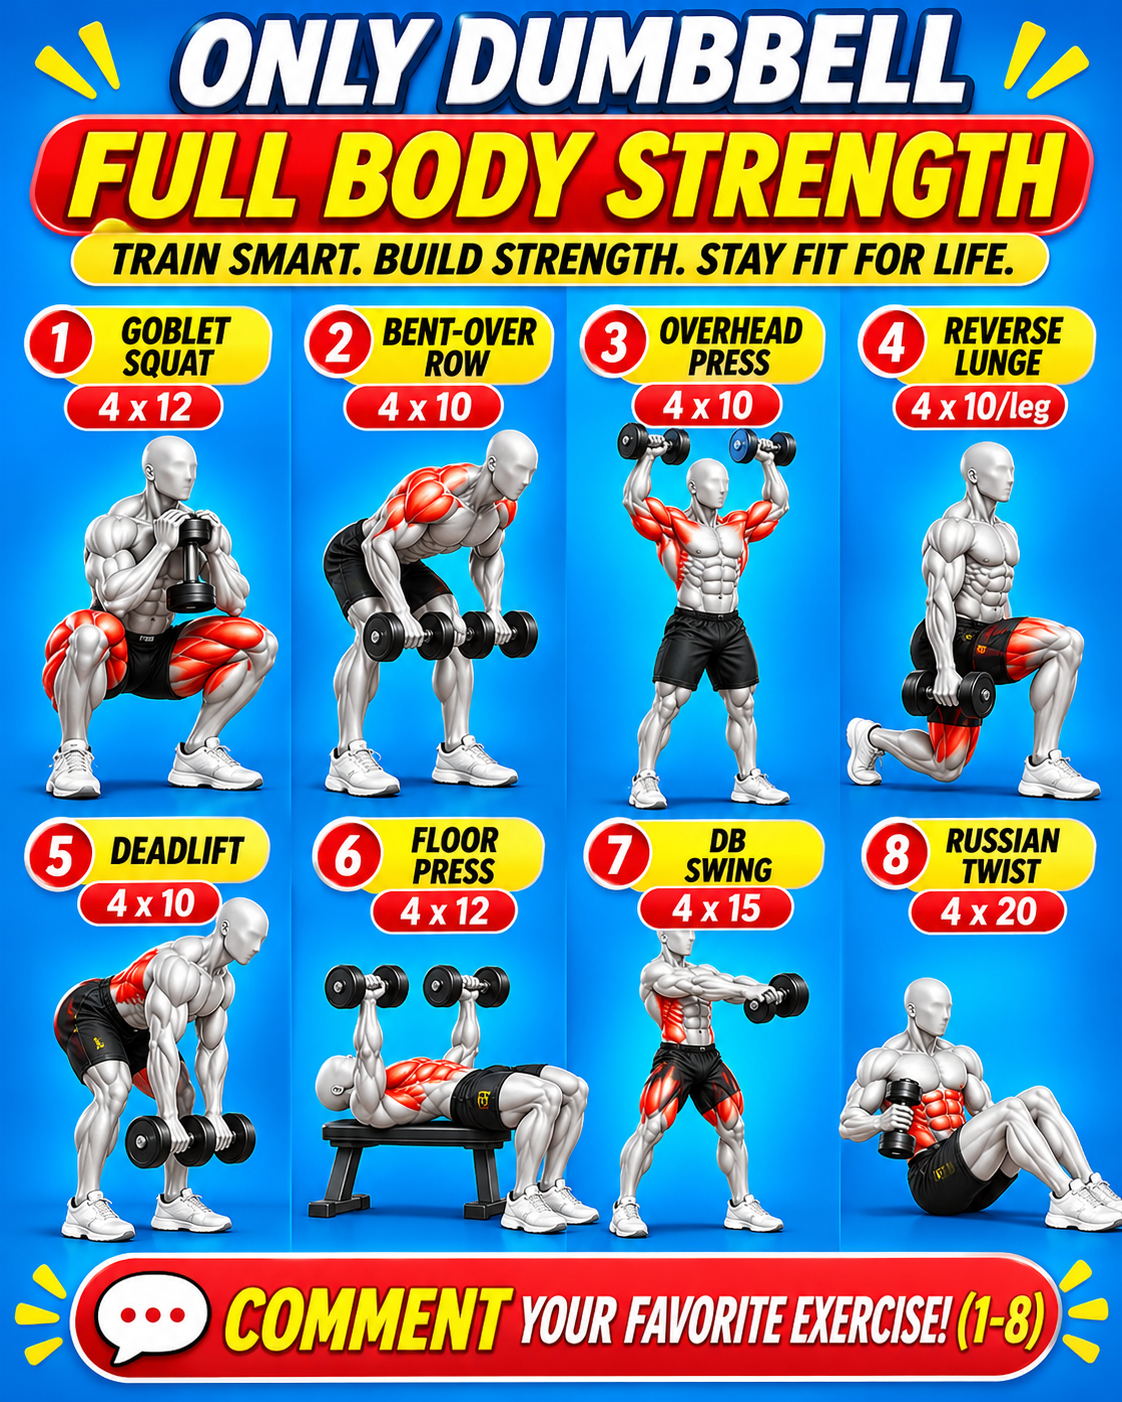 ONLY DUMBBELL
FULL BODY STRENGTH
TRAIN SMART. BUILD STRENGTH. STAY FIT FOR LIFE.
1 GOBLET
SQUAT
4 x 12
2 BENT-OVER
ROW
4 x 10
3 OVERHEAD
PRESS
4 x 10
4 REVERSE
LUNGE
4 x 10/leg
5 DEADLIFT
4 x 10
6 FLOOR
PRESS
4 x 12
7 DB
SWING
4 x 15
8 RUSSIAN
TWIST
4 x 20
COMMENT YOUR FAVORITE EXERCISE! (1-8)